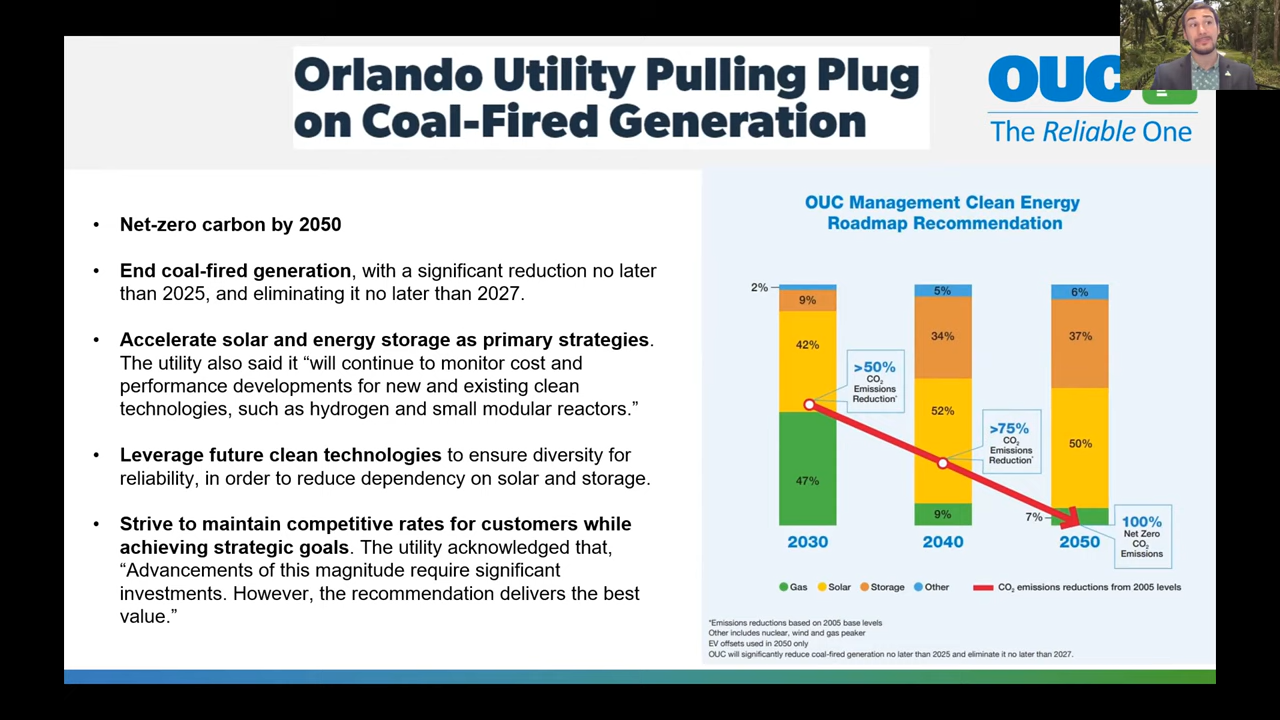 Orlando Utility Pulling Plug
on Coal-Fired Generation
OUC
The Reliable One
• Net-zero carbon by 2050
• End coal-fired generation, with a significant reduction no later
than 2025, and eliminating it no later than 2027.
• Accelerate solar and energy storage as primary strategies.
The utility also said it “will continue to monitor cost and
performance developments for new and existing clean
technologies, such as hydrogen and small modular reactors.”
• Leverage future clean technologies to ensure diversity for
reliability, in order to reduce dependency on solar and storage.
• Strive to maintain competitive rates for customers while
achieving strategic goals. The utility acknowledged that,
“Advancements of this magnitude require significant
investments. However, the recommendation delivers the best
value.”
OUC Management Clean Energy
Roadmap Recommendation
2%
9%
42%
47%
2030
>50%
CO₂
Emissions
Reduction*
5%
34%
52%
9%
2040
>75%
CO₂
Emissions
Reduction*
6%
37%
50%
7%
2050
100%
Net Zero
CO₂
Emissions
Gas Solar Storage Other CO₂ emissions reductions from 2005 levels
*Emissions reductions based on 2005 base levels
Other includes nuclear, wind and gas peaker
EV offsets used in 2050 only
OUC will significantly reduce coal-fired generation no later than 2025 and eliminate it no later than 2027.